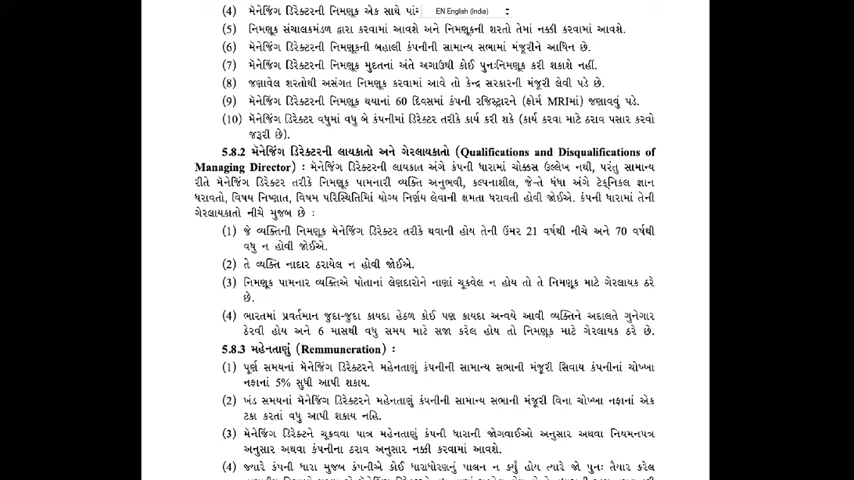 (4) મૅનેજિંગ ડિરેક્ટરની નિમણૂક એક સાથે
EN English (India)
(5) નિમણૂક સંચાલકમંડળ દ્વારા કરવામાં આવશે અને નિમણૂકની શરતો તેમાં નક્કી કરવામાં આવશે.
(6) મૅનેજિંગ ડિરેક્ટરની નિમણૂકની બહાલી કંપનીની સામાન્ય સભામાં મંજૂરીને આધિન છે.
(7) મૅનેજિંગ ડિરેક્ટરની નિમણૂક મુદતનાં અંતે અગાઉથી કોઈ પુનઃનિમણૂક કરી શકાશે નહીં.
(8) જણાવેલ શરતોથી અસંગત નિમણૂક કરવામાં આવે તો કેન્દ્ર સરકારની મંજૂરી લેવી પડે છે.
(9) મૅનેજિંગ ડિરેક્ટરની નિમણૂક થયાનાં 60 દિવસમાં કંપની રજિસ્ટ્રારને (ફોર્મ MRIમાં) જણાવવું પડે.
(10) મૅનેજિંગ ડિરેક્ટર વધુમાં વધુ બે કંપનીમાં ડિરેક્ટર તરીકે કાર્ય કરી શકે (કાર્ય કરવા માટે ઠરાવ પસાર કરવો
જરૂરી છે).
5.8.2 મૅનેજિંગ ડિરેક્ટરની લાયકાતો અને ગેરલાયકાતો (Qualifications and Disqualifications of
Managing Director) : મૅનેજિંગ ડિરેક્ટરની લાયકાત અંગે કંપની ધારામાં ચોક્કસ ઉલ્લેખ નથી, પરંતુ સામાન્ય
રીતે મૅનેજિંગ ડિરેક્ટર તરીકે નિમણૂક પામનારી વ્યક્તિ અનુભવી, કલ્પનાશીલ, જે-તે ધંધા અંગે ટૅક્નિકલ જ્ઞાન
ધરાવતો, વિષય નિષ્ણાત, વિષમ પરિસ્થિતિમાં યોગ્ય નિર્ણય લેવાની ક્ષમતા ધરાવતી હોવી જોઈએ. કંપની ધારામાં તેની
ગેરલાયકાતો નીચે મુજબ છે :
(1) જે વ્યક્તિની નિમણૂક મૅનેજિંગ ડિરેક્ટર તરીકે થવાની હોય તેની ઉંમર 21 વર્ષથી નીચે અને 70 વર્ષથી
વધુ ન હોવી જોઈએ.
(2) તે વ્યક્તિ નાદાર ઠરાયેલ ન હોવી જોઈએ.
(3) નિમણૂક પામનાર વ્યક્તિએ પોતાનાં લેણદારોને નાણાં ચૂકવેલ ન હોય તો તે નિમણૂક માટે ગેરલાયક ઠરે
છે.
(4) ભારતમાં પ્રવર્તમાન જુદા-જુદા કાયદા હેઠળ કોઈ પણ કાયદા અન્વયે આવી વ્યક્તિને અદાલતે ગુનેગાર
ઠેરવી હોય અને 6 માસથી વધુ સમય માટે સજા કરેલ હોય તો નિમણૂક માટે ગેરલાયક ઠરે છે.
5.8.3 મહેનતાણું (Remmuneration) :
(1) પૂર્ણ સમયનાં મૅનેજિંગ ડિરેક્ટરને મહેનતાણું કંપનીની સામાન્ય સભાની મંજૂરી સિવાય કંપનીનાં ચોખ્ખા
નફાનાં 5% સુધી આપી શકાય.
(2) ખંડ સમયનાં મૅનેજિંગ ડિરેક્ટરને મહેનતાણું કંપનીની સામાન્ય સભાની મંજૂરી વિના ચોખ્ખા નફાનાં એક
ટકા કરતાં વધુ આપી શકાય નહિ.
(3) મૅનેજિંગ ડિરેક્ટને ચૂકવવા પાત્ર મહેનતાણું કંપની ધારાની જોગવાઈઓ અનુસાર અથવા નિયમનપત્ર
અનુસાર અથવા કંપનીના ઠરાવ અનુસાર નક્કી કરવામાં આવશે.
(4) જ્યારે કંપની ધારા મુજબ કંપનીએ કોઈ ધારાધોરણનું પાલન ન કર્યું હોય ત્યારે જો પુનઃ તૈયાર કરેલ